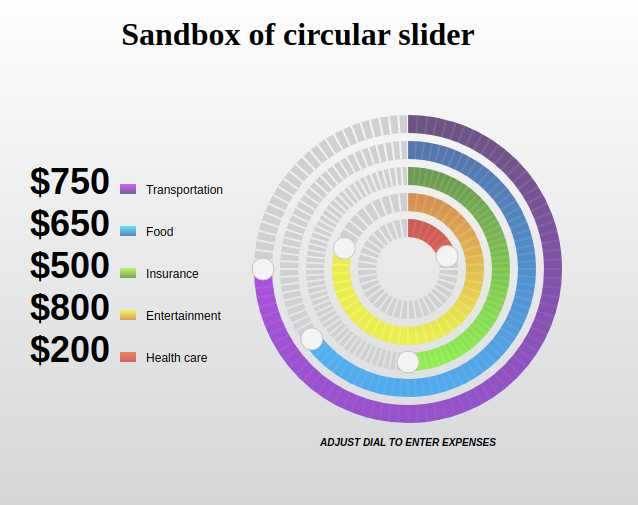 Sandbox of circular slider
$750 Transportation
$650 Food
$500 Insurance
$800 Entertainment
$200 Health care
ADJUST DIAL TO ENTER EXPENSES